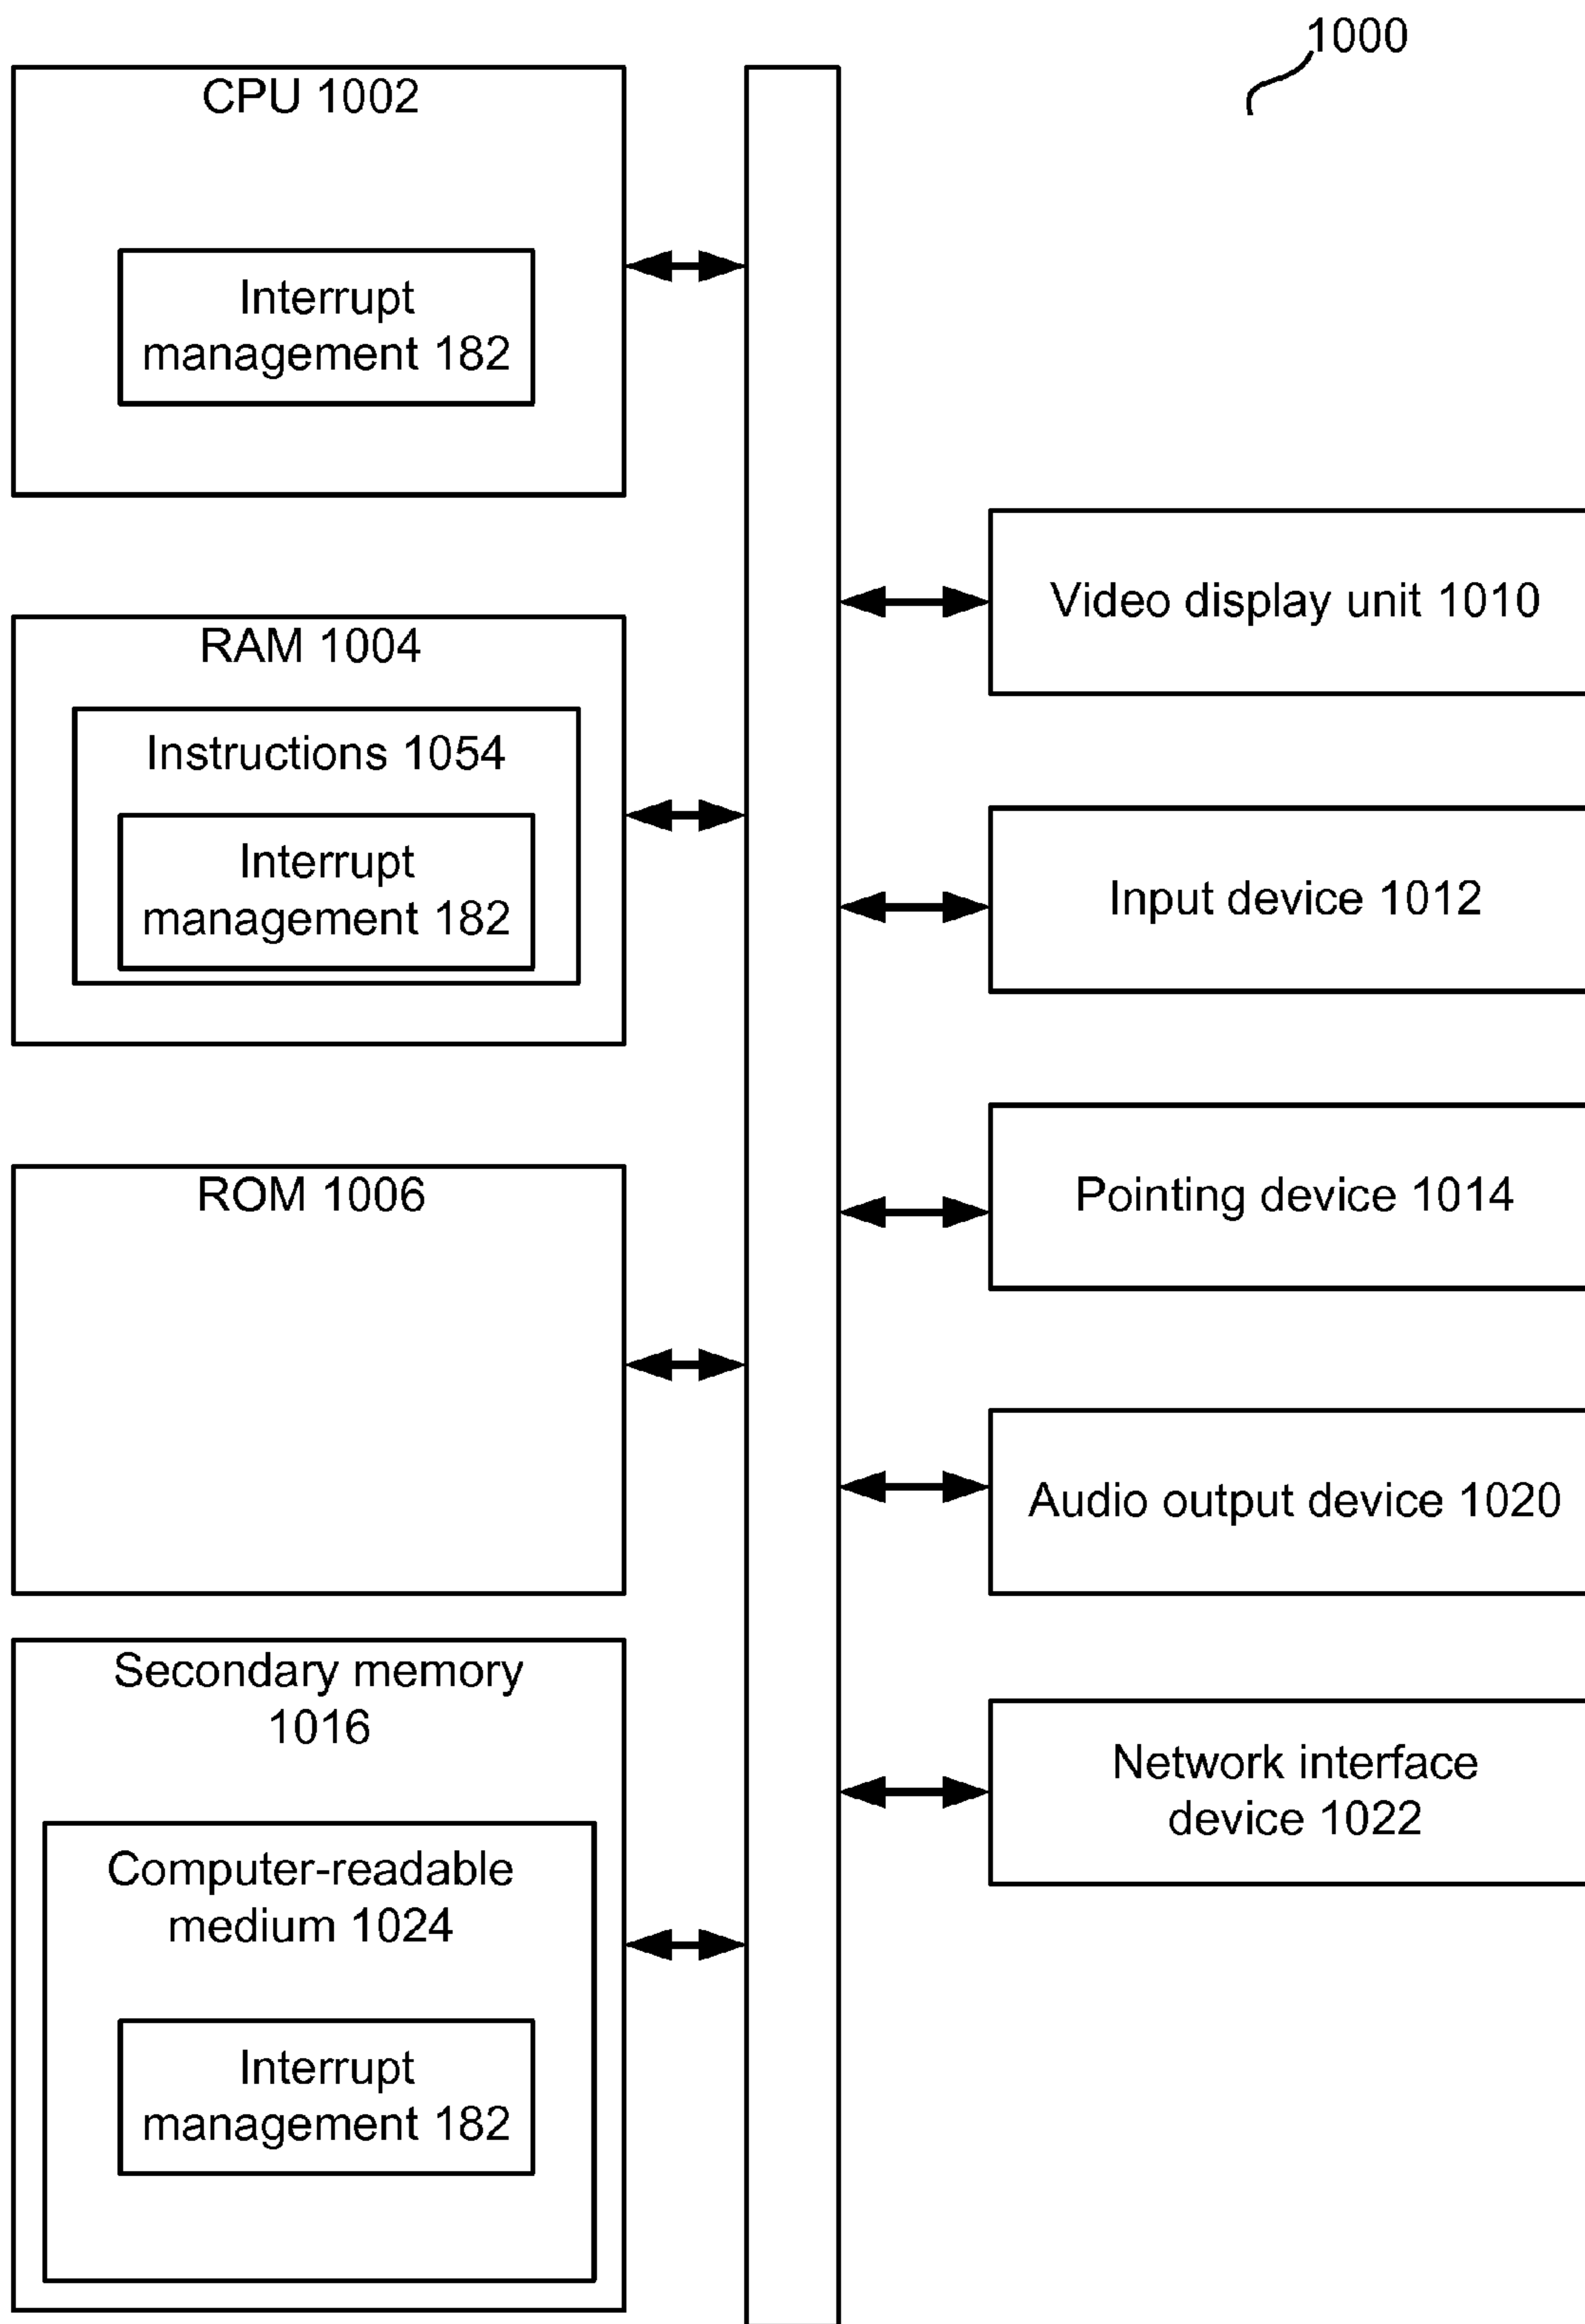 1000
CPU 1002
Interrupt
management 182
RAM 1004
Instructions 1054
Interrupt
management 182
ROM 1006
Secondary memory
1016
Computer-readable
medium 1024
Interrupt
management 182
Video display unit 1010
Input device 1012
Pointing device 1014
Audio output device 1020
Network interface
device 1022